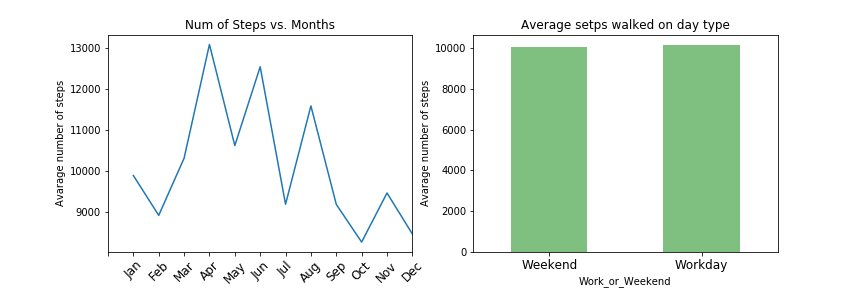 Num of Steps vs. Months
Avarage number of steps
13000
12000
11000
10000
9000
Jan
Feb
Mar
Apr
May
Jun
Jul
Aug
Sep
Oct
Nov
Dec
Average setps walked on day type
Avarage number of steps
10000
8000
6000
4000
2000
0
Weekend
Workday
Work_or_Weekend